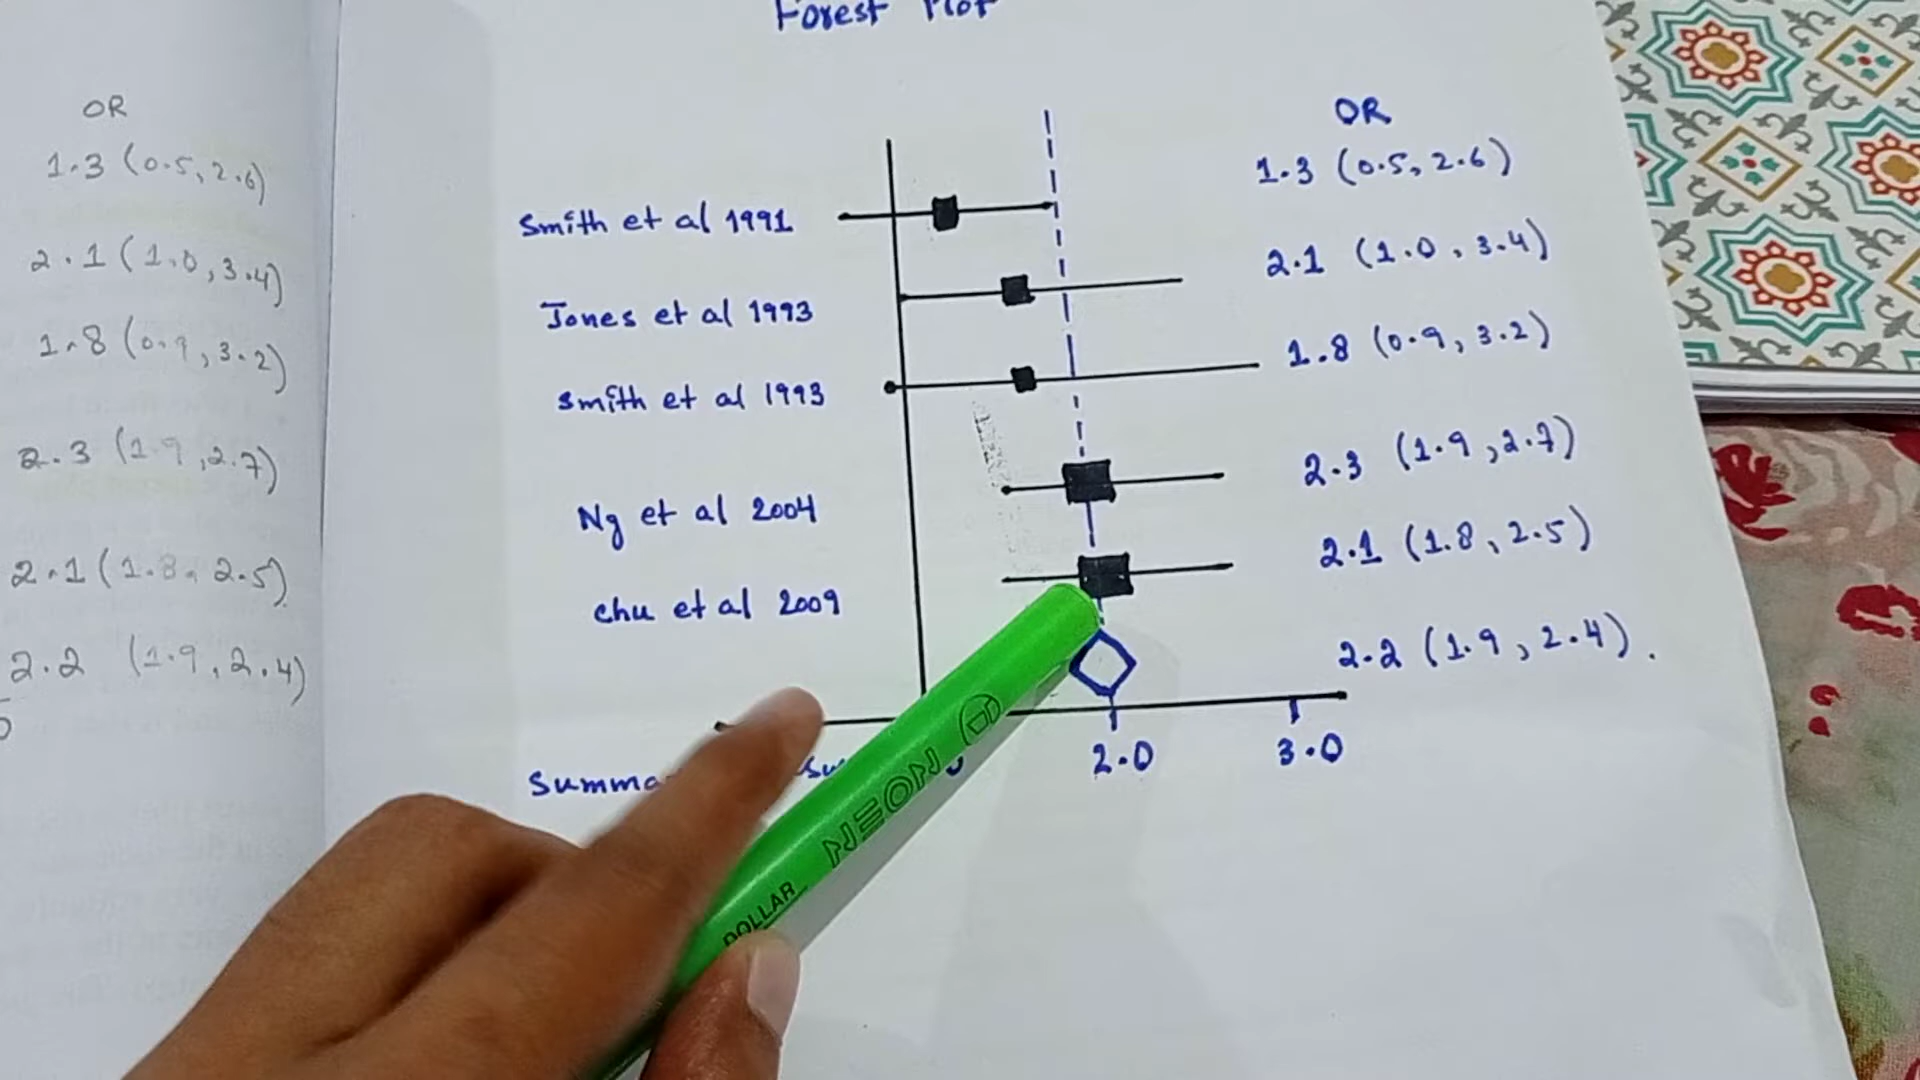 Forest Plot
OR
1.3 (0.5, 2.6)
2.1 (1.0, 3.4)
1.8 (0.9, 3.2)
2.3 (1.9, 2.7)
2.1 (1.8, 2.5)
2.2 (1.9, 2.4)
OR
Smith et al 1991 1.3 (0.5, 2.6)
Jones et al 1993 2.1 (1.0, 3.4)
Smith et al 1993 1.8 (0.9, 3.2)
Ng et al 2004 2.3 (1.9, 2.7)
Chu et al 2009 2.1 (1.8, 2.5)
2.2 (1.9, 2.4).
2.0 3.0
DOLLAR NEON